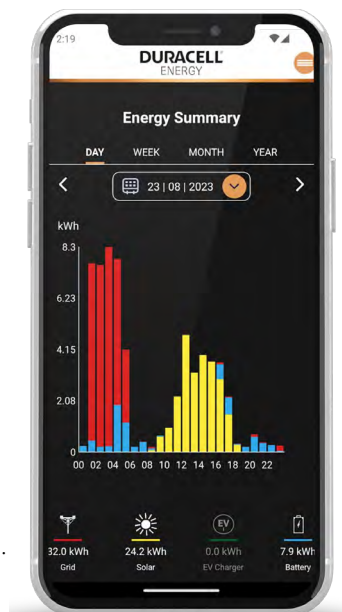 2:19
DURACELL
ENERGY
Energy Summary
DAY WEEK MONTH YEAR
23 | 08 | 2023
kWh
8.3
6.23
4.15
2.08
0
00 02 04 06 08 10 12 14 16 18 20 22
EV
32.0 kWh 24.2 kWh 0.0 kWh 7.9 kWh
Grid Solar EV Charger Battery
.